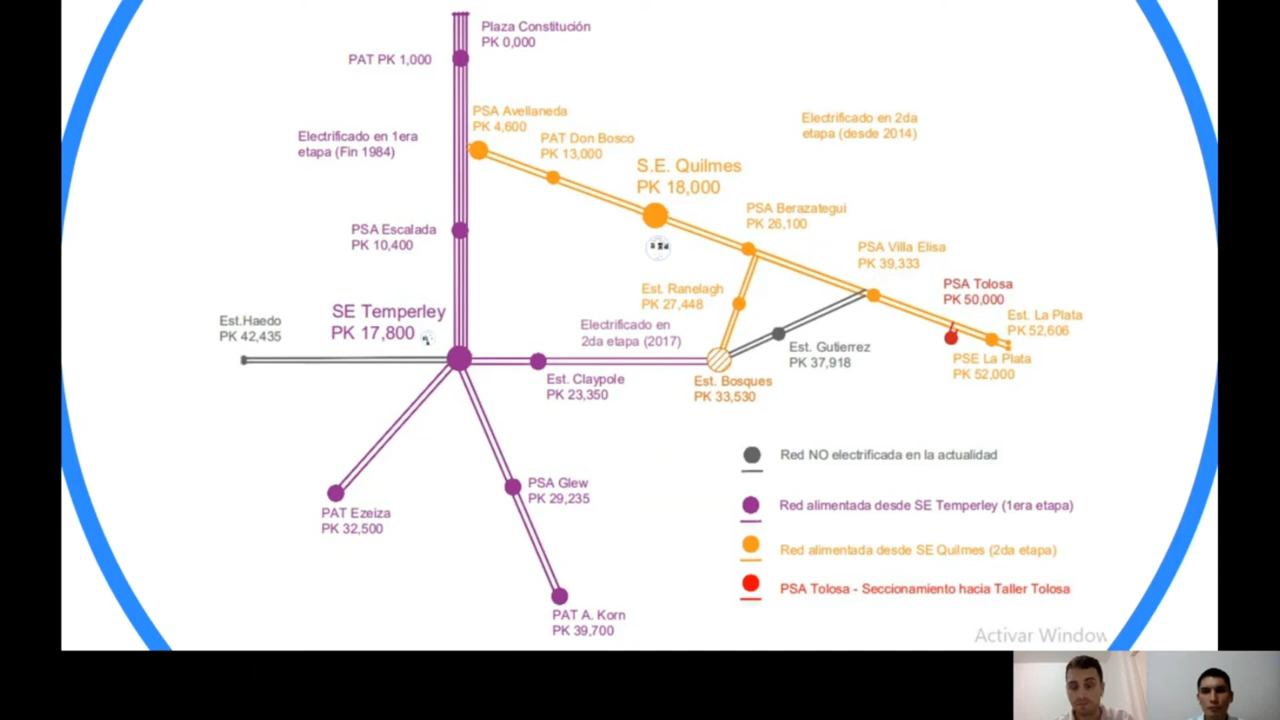 Plaza Constitución
PK 0,000
PAT PK 1,000
PSA Avellaneda
PK 4,600
Electrificado en 1era
etapa (Fin 1984)
PAT Don Bosco
PK 13,000
Electrificado en 2da
etapa (desde 2014)
S.E. Quilmes
PK 18,000
PSA Berazategui
PK 26,100
PSA Escalada
PK 10,400
PSA Villa Elisa
PK 39,333
Est. Ranelagh
PK 27,448
PSA Tolosa
PK 50,000
SE Temperley
PK 17,800
Est.Haedo
PK 42,435
Electrificado en
2da etapa (2017)
Est. La Plata
PK 52,606
Est. Gutierrez
PK 37,918
PSE La Plata
PK 52,000
Est. Claypole
PK 23,350
Est. Bosques
PK 33,530
Red NO electrificada en la actualidad
PSA Glew
PK 29,235
Red alimentada desde SE Temperley (1era etapa)
PAT Ezeiza
PK 32,500
Red alimentada desde SE Quilmes (2da etapa)
PSA Tolosa - Seccionamiento hacia Taller Tolosa
PAT A. Korn
PK 39,700
Activar Window